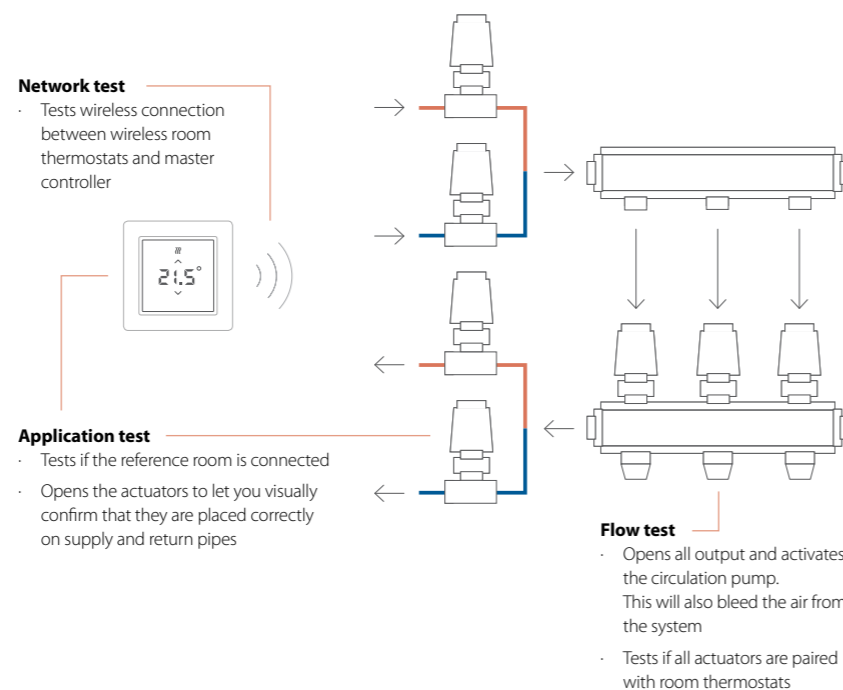 Network test
· Tests wireless connection
between wireless room
thermostats and master
controller
21.5°
Application test
· Tests if the reference room is connected
· Opens the actuators to let you visually
confirm that they are placed correctly
on supply and return pipes
Flow test
· Opens all output and activates
the circulation pump.
This will also bleed the air from
the system
· Tests if all actuators are paired
with room thermostats